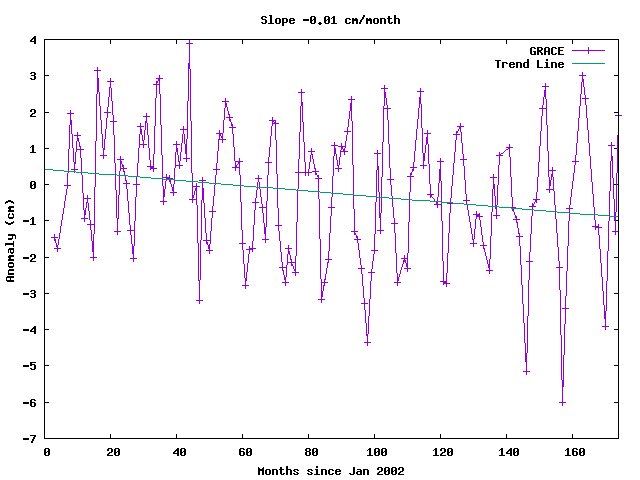 Slope -0.01 cm/month
GRACE
Trend Line
4
3
2
1
0
-1
-2
-3
-4
-5
-6
-7
Anomaly (cm)
0 20 40 60 80 100 120 140 160
Months since Jan 2002